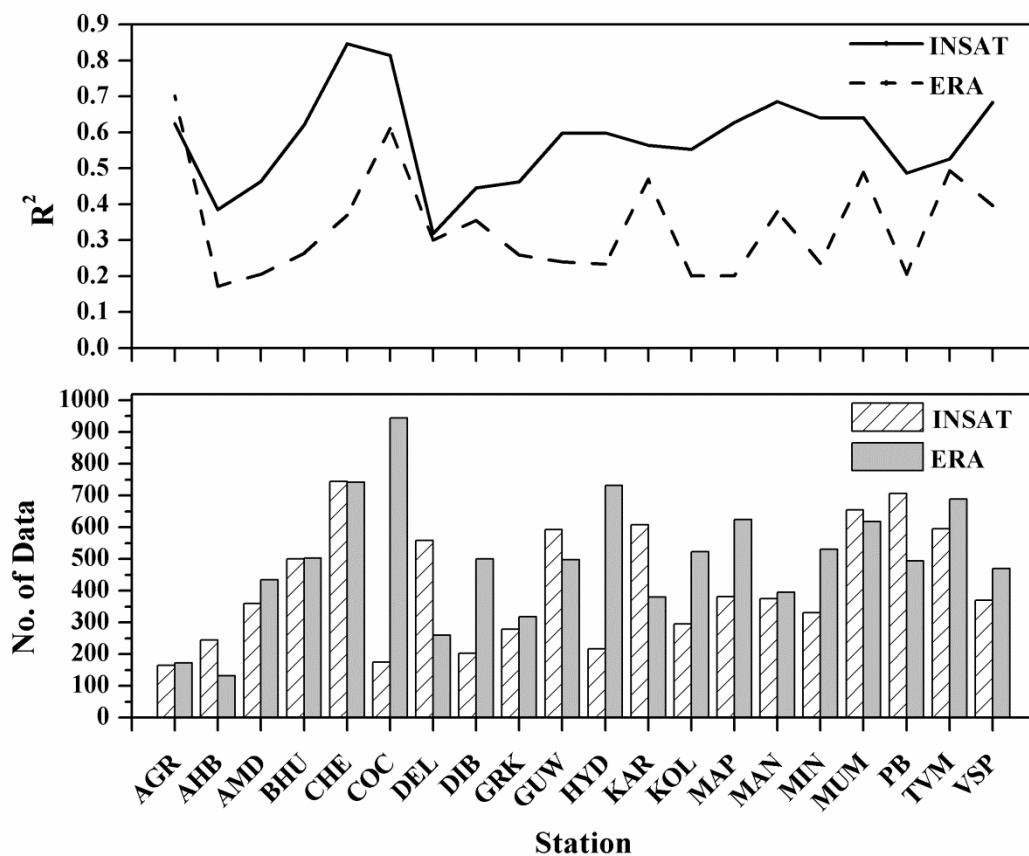 0.9
0.8
0.7
0.6
0.5
0.4
0.3
0.2
0.1
0.0
R²
INSAT
ERA
1000
900
800
700
600
500
400
300
200
100
0
No. of Data
INSAT
ERA
AGR
AHB
AMD
BHU
CHE
COC
DEL
DIB
GRK
GUW
HYD
KAR
KOL
MAP
MAN
MIN
MUM
PB
TVM
VSP
Station